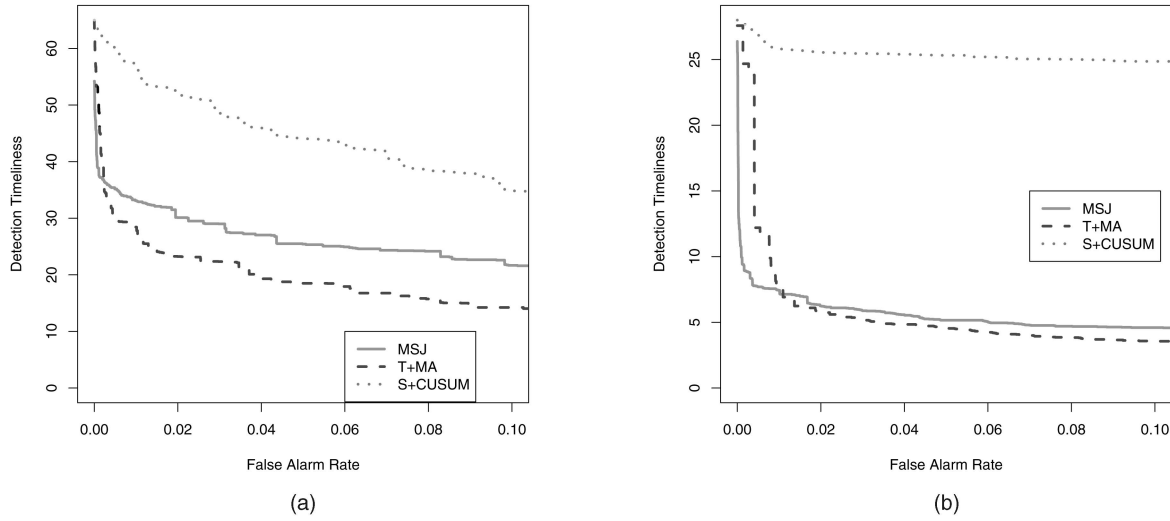 Detection Timeliness
60
50
40
30
20
10
0
MSJ
T+MA
S+CUSUM
0.00 0.02 0.04 0.06 0.08 0.10
False Alarm Rate
(a)
Detection Timeliness
25
20
15
10
5
0
MSJ
T+MA
S+CUSUM
0.00 0.02 0.04 0.06 0.08 0.10
False Alarm Rate
(b)